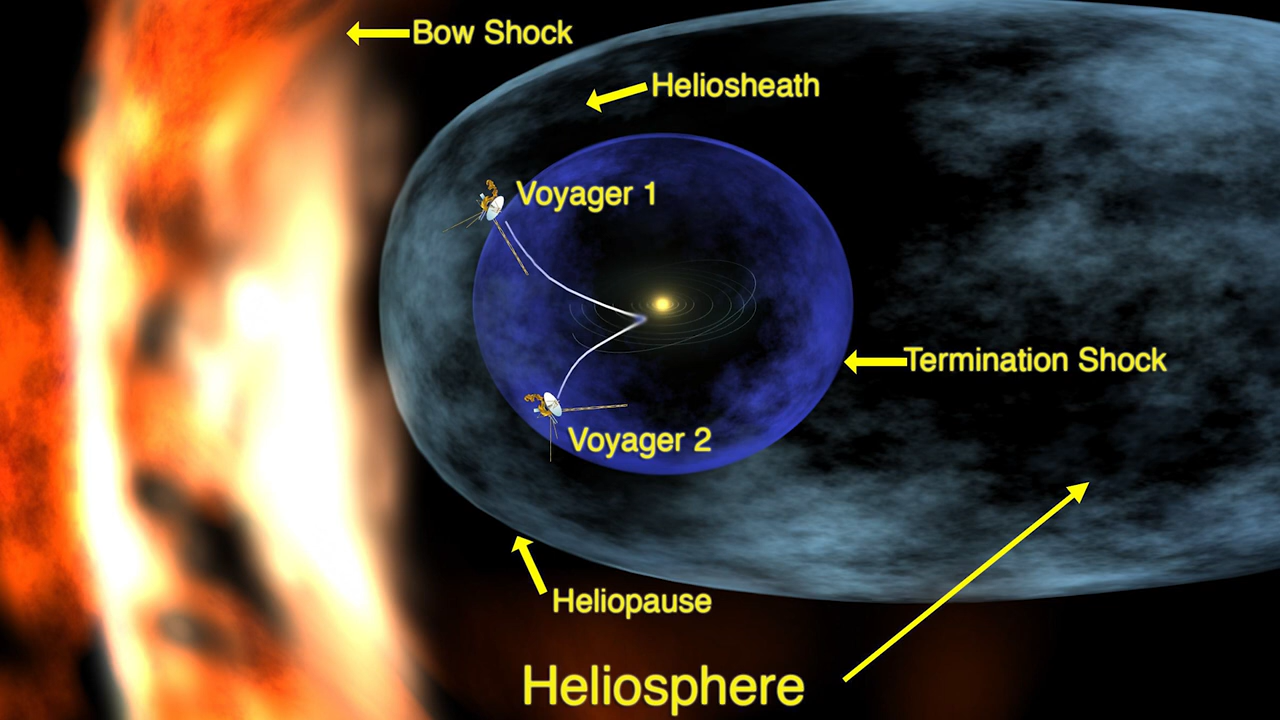 Bow Shock
Heliosheath
Voyager 1
Termination Shock
Voyager 2
Heliopause
Heliosphere